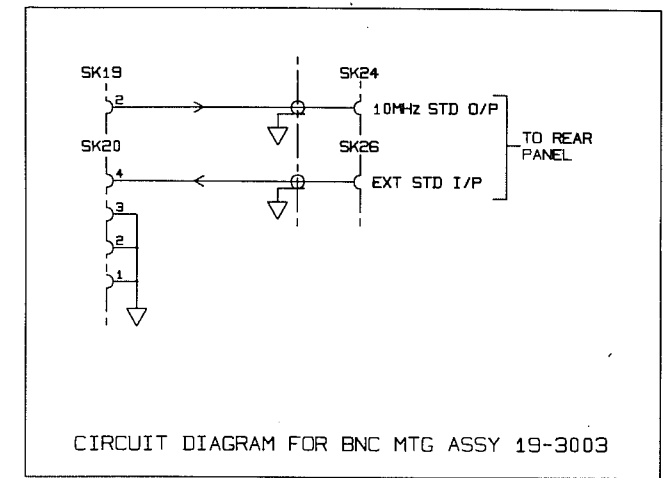 SK19
SK24
2
10MHz STD O/P
SK20
SK26
TO REAR
PANEL
4
EXT STD I/P
3
2
1
CIRCUIT DIAGRAM FOR BNC MTG ASSY 19-3003